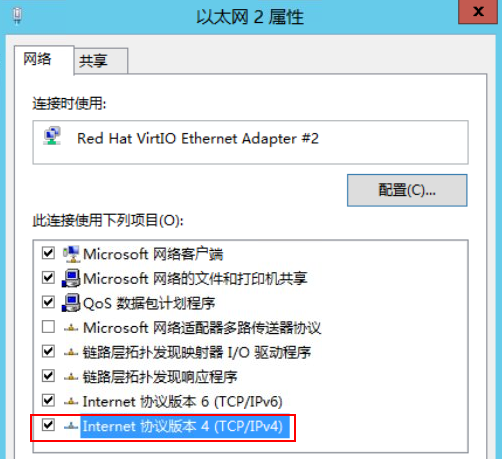 以太网 2 属性
x
网络
共享
连接时使用:
Red Hat VirtIO Ethernet Adapter #2
配置(C)...
此连接使用下列项目(O):
Microsoft 网络客户端
Microsoft 网络的文件和打印机共享
QoS 数据包计划程序
Microsoft 网络适配器多路传送器协议
链路层拓扑发现映射器 I/O 驱动程序
链路层拓扑发现响应程序
Internet 协议版本 6 (TCP/IPv6)
Internet 协议版本 4 (TCP/IPv4)